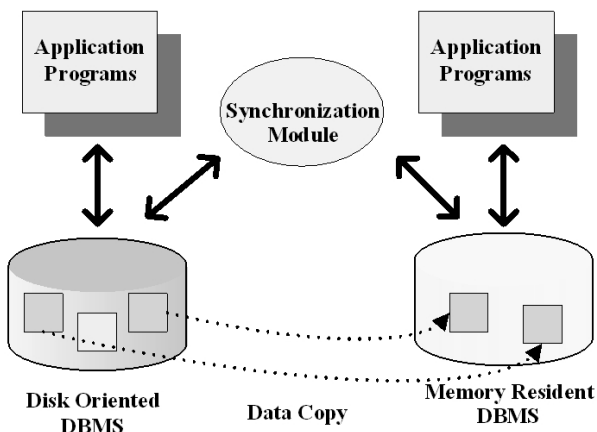 Application
Programs
Application
Programs
Synchronization
Module
Disk Oriented
DBMS
Data Copy
Memory Resident
DBMS